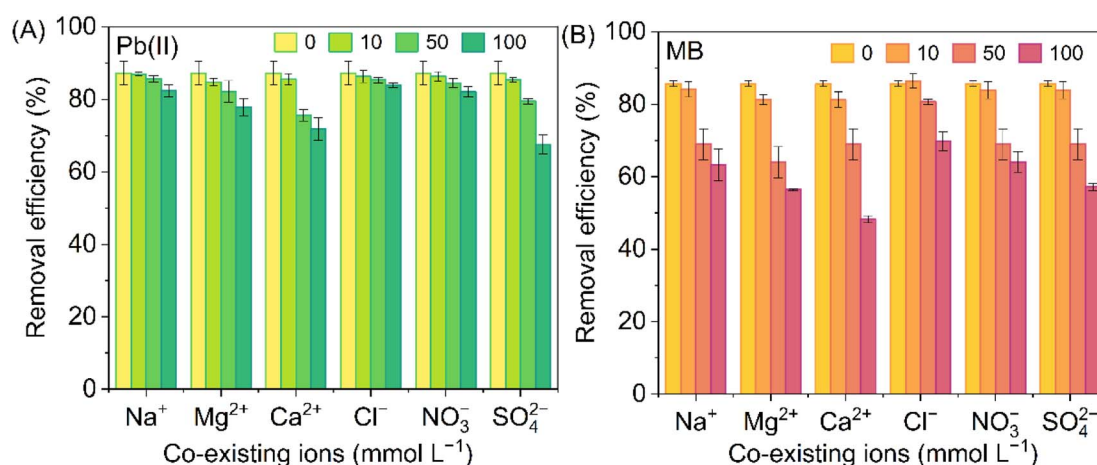 (A)
Pb(II)
0 10 50 100
Removal efficiency (%)
100
80
60
40
20
0
Na⁺ Mg²⁺ Ca²⁺ Cl⁻ NO₃⁻ SO₄²⁻
Co-existing ions (mmol L⁻¹)
(B)
MB
0 10 50 100
Removal efficiency (%)
100
80
60
40
20
0
Na⁺ Mg²⁺ Ca²⁺ Cl⁻ NO₃⁻ SO₄²⁻
Co-existing ions (mmol L⁻¹)